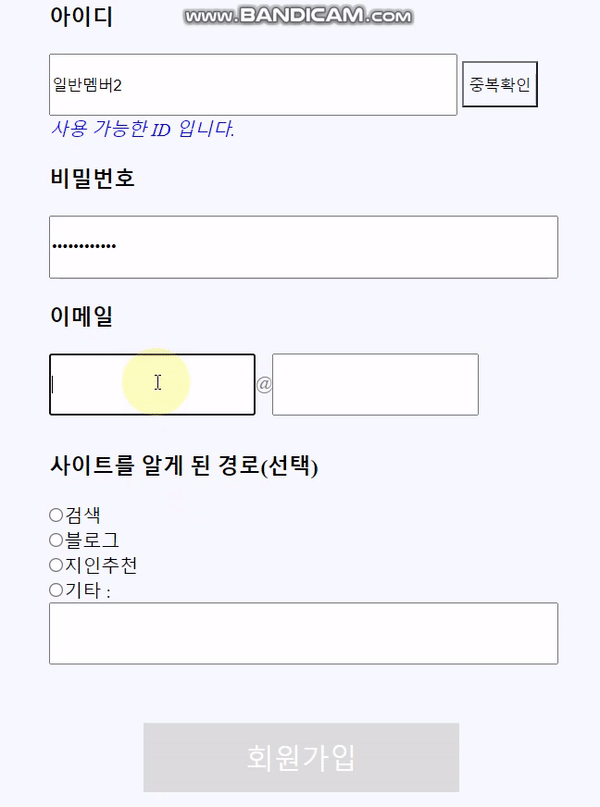 아이디
www.BANDICAM.com
일반멤버2
중복확인
사용 가능한 ID 입니다.
비밀번호
••••••••••••
이메일
@
사이트를 알게 된 경로(선택)
검색
블로그
지인추천
기타 :
회원가입